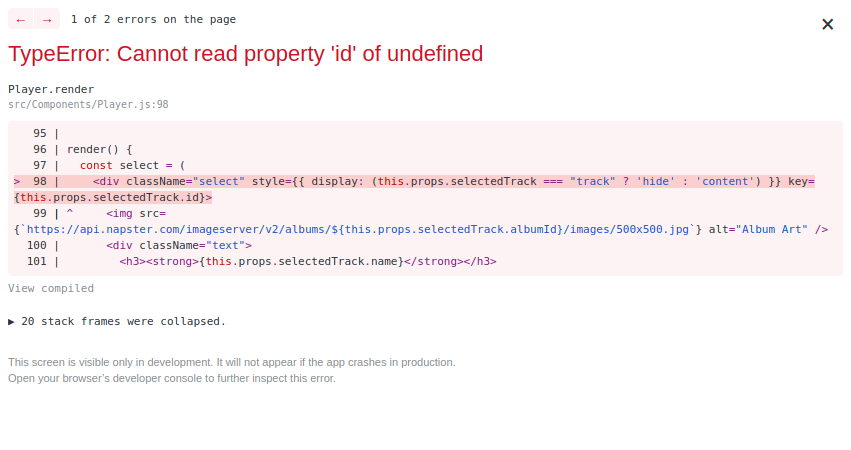 ← → 1 of 2 errors on the page ×
TypeError: Cannot read property 'id' of undefined
Player.render
src/Components/Player.js:98
95 |
96 | render() {
97 |   const select = (
> 98 |     <div className="select" style={{ display: (this.props.selectedTrack === "track" ? 'hide' : 'content') }} key=
{this.props.selectedTrack.id}>
99 | ^     <img src=
{`https://api.napster.com/imageserver/v2/albums/${this.props.selectedTrack.albumId}/images/500x500.jpg`} alt="Album Art" />
100 |       <div className="text">
101 |         <h3><strong>{this.props.selectedTrack.name}</strong></h3>
View compiled
▶ 20 stack frames were collapsed.
This screen is visible only in development. It will not appear if the app crashes in production.
Open your browser’s developer console to further inspect this error.